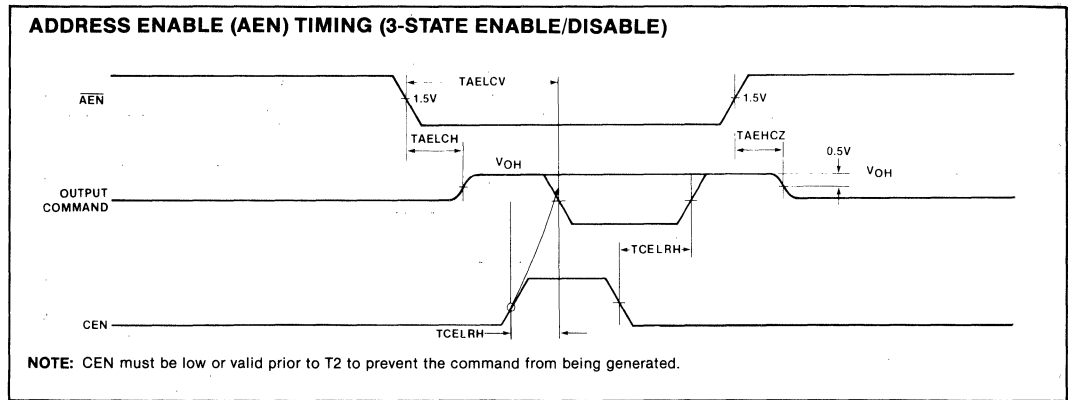 ADDRESS ENABLE (AEN) TIMING (3-STATE ENABLE/DISABLE)
TAELCV
AEN
1.5V
1.5V
TAELCH
TAEHCZ
0.5V
VOH
VOH
OUTPUT
COMMAND
TCELRH
CEN
TCELRH
NOTE: CEN must be low or valid prior to T2 to prevent the command from being generated.